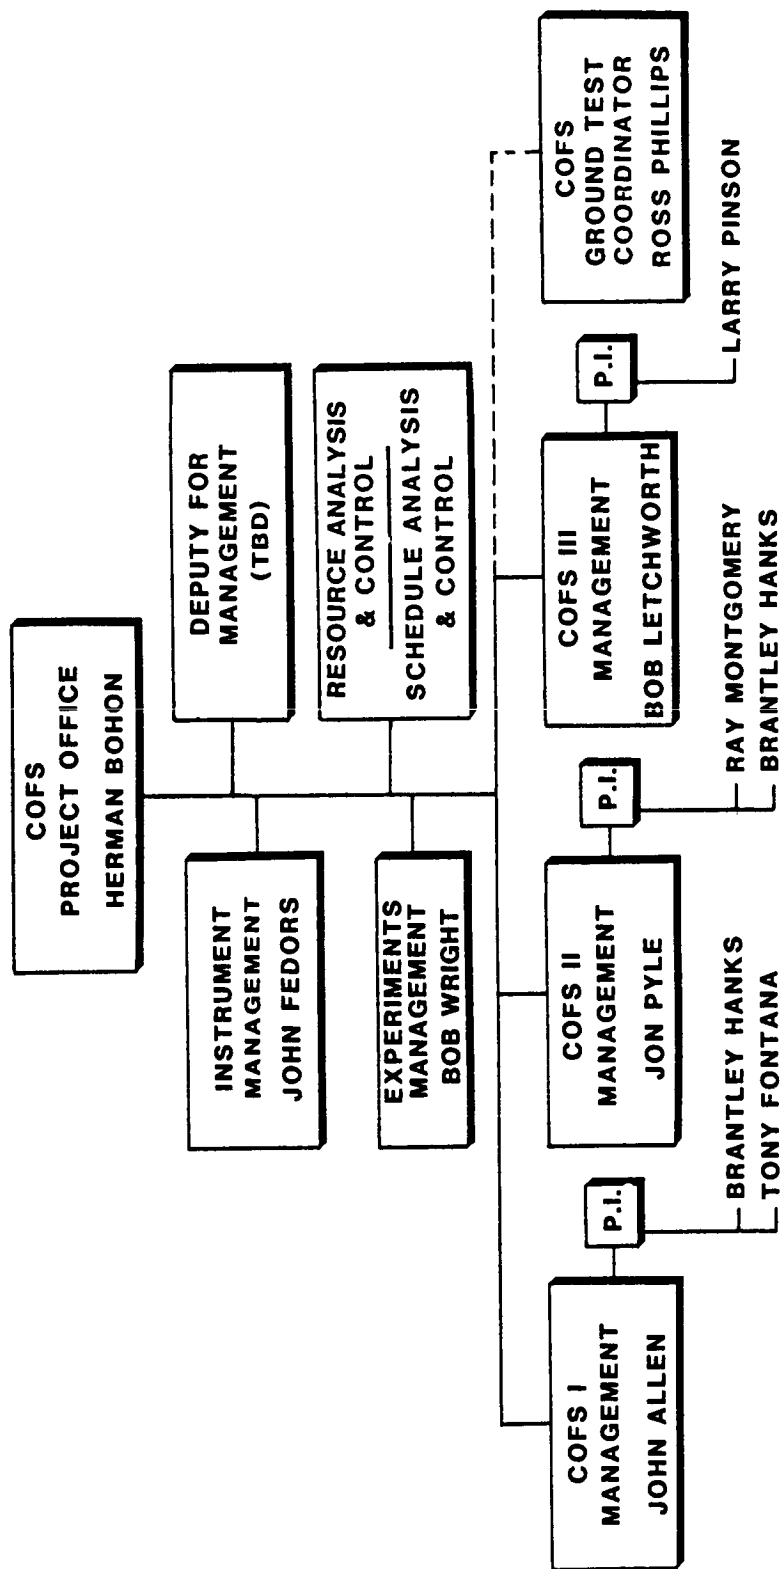 COFS
PROJECT OFFICE
HERMAN BOHON
DEPUTY FOR
MANAGEMENT
(TBD)
INSTRUMENT
MANAGEMENT
JOHN FEDORS
RESOURCE ANALYSIS
& CONTROL
SCHEDULE ANALYSIS
& CONTROL
EXPERIMENTS
MANAGEMENT
BOB WRIGHT
COFS I
MANAGEMENT
JOHN ALLEN
P.I.
BRANTLEY HANKS
TONY FONTANA
COFS II
MANAGEMENT
JON PYLE
P.I.
RAY MONTGOMERY
BRANTLEY HANKS
COFS III
MANAGEMENT
BOB LETCHWORTH
P.I.
LARRY PINSON
COFS
GROUND TEST
COORDINATOR
ROSS PHILLIPS